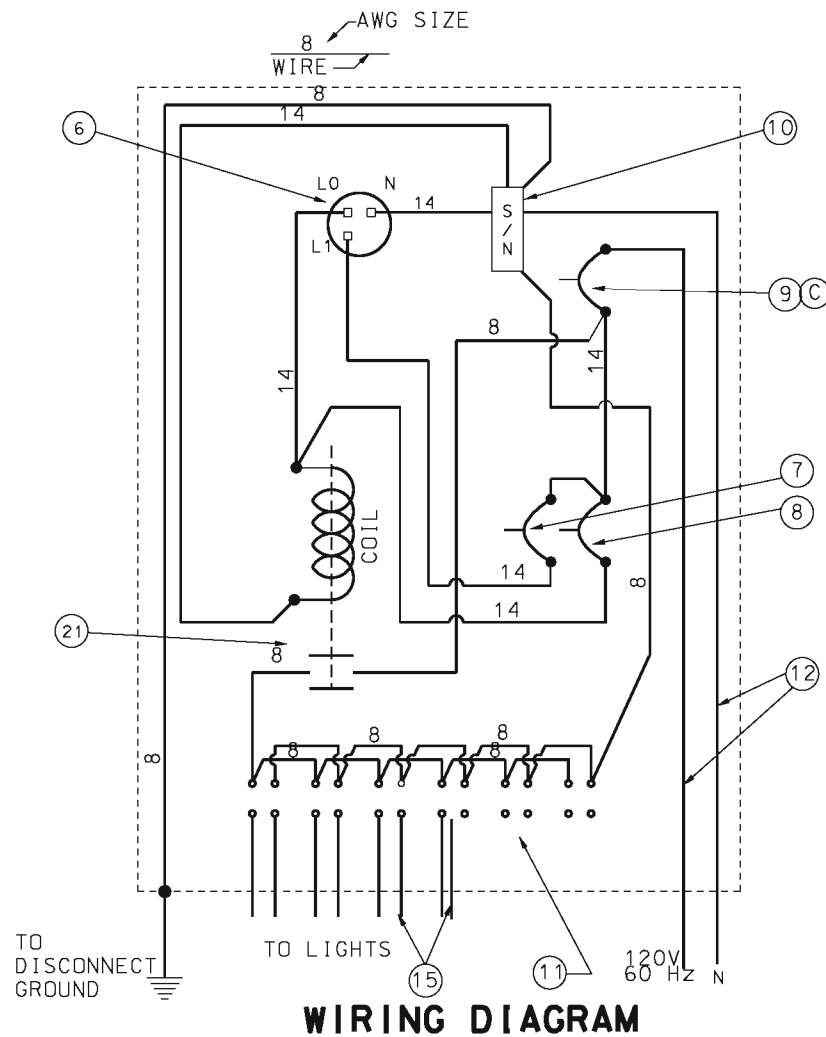 AWG SIZE
8
WIRE
8
14
6
10
LO N
14
S/N
L1
9 C
8
14
14
7
8
COIL
14
8
14
21
8
12
8
8
8
8
8
TO LIGHTS
TO
DISCONNECT
GROUND
15
11
120V
60 HZ N
WIRING DIAGRAM